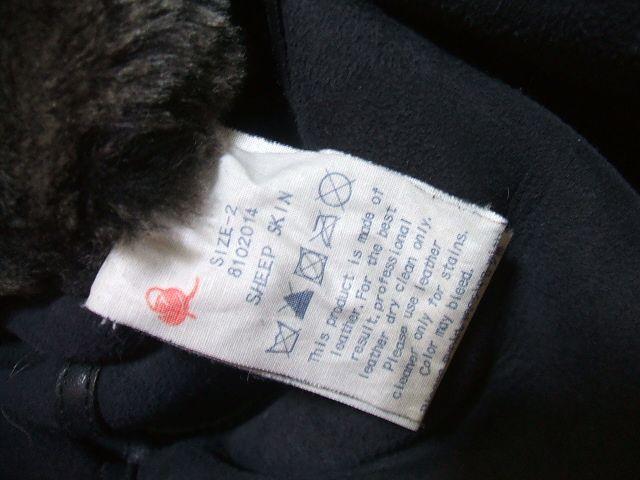 SIZE-2
8102014
SHEEP SKIN
This product is made of
leather.For the best
result.professional
leather dry clean only.
Please use leather
cleaner only for stains.
Color may bleed.